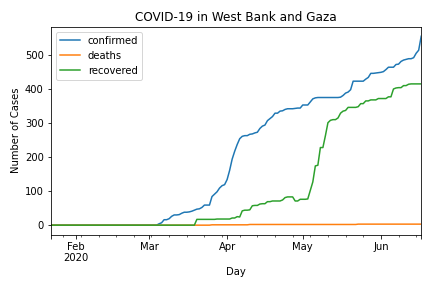 COVID-19 in West Bank and Gaza
confirmed
deaths
recovered
Number of Cases
500
400
300
200
100
0
Feb
2020
Mar
Apr
May
Jun
Day